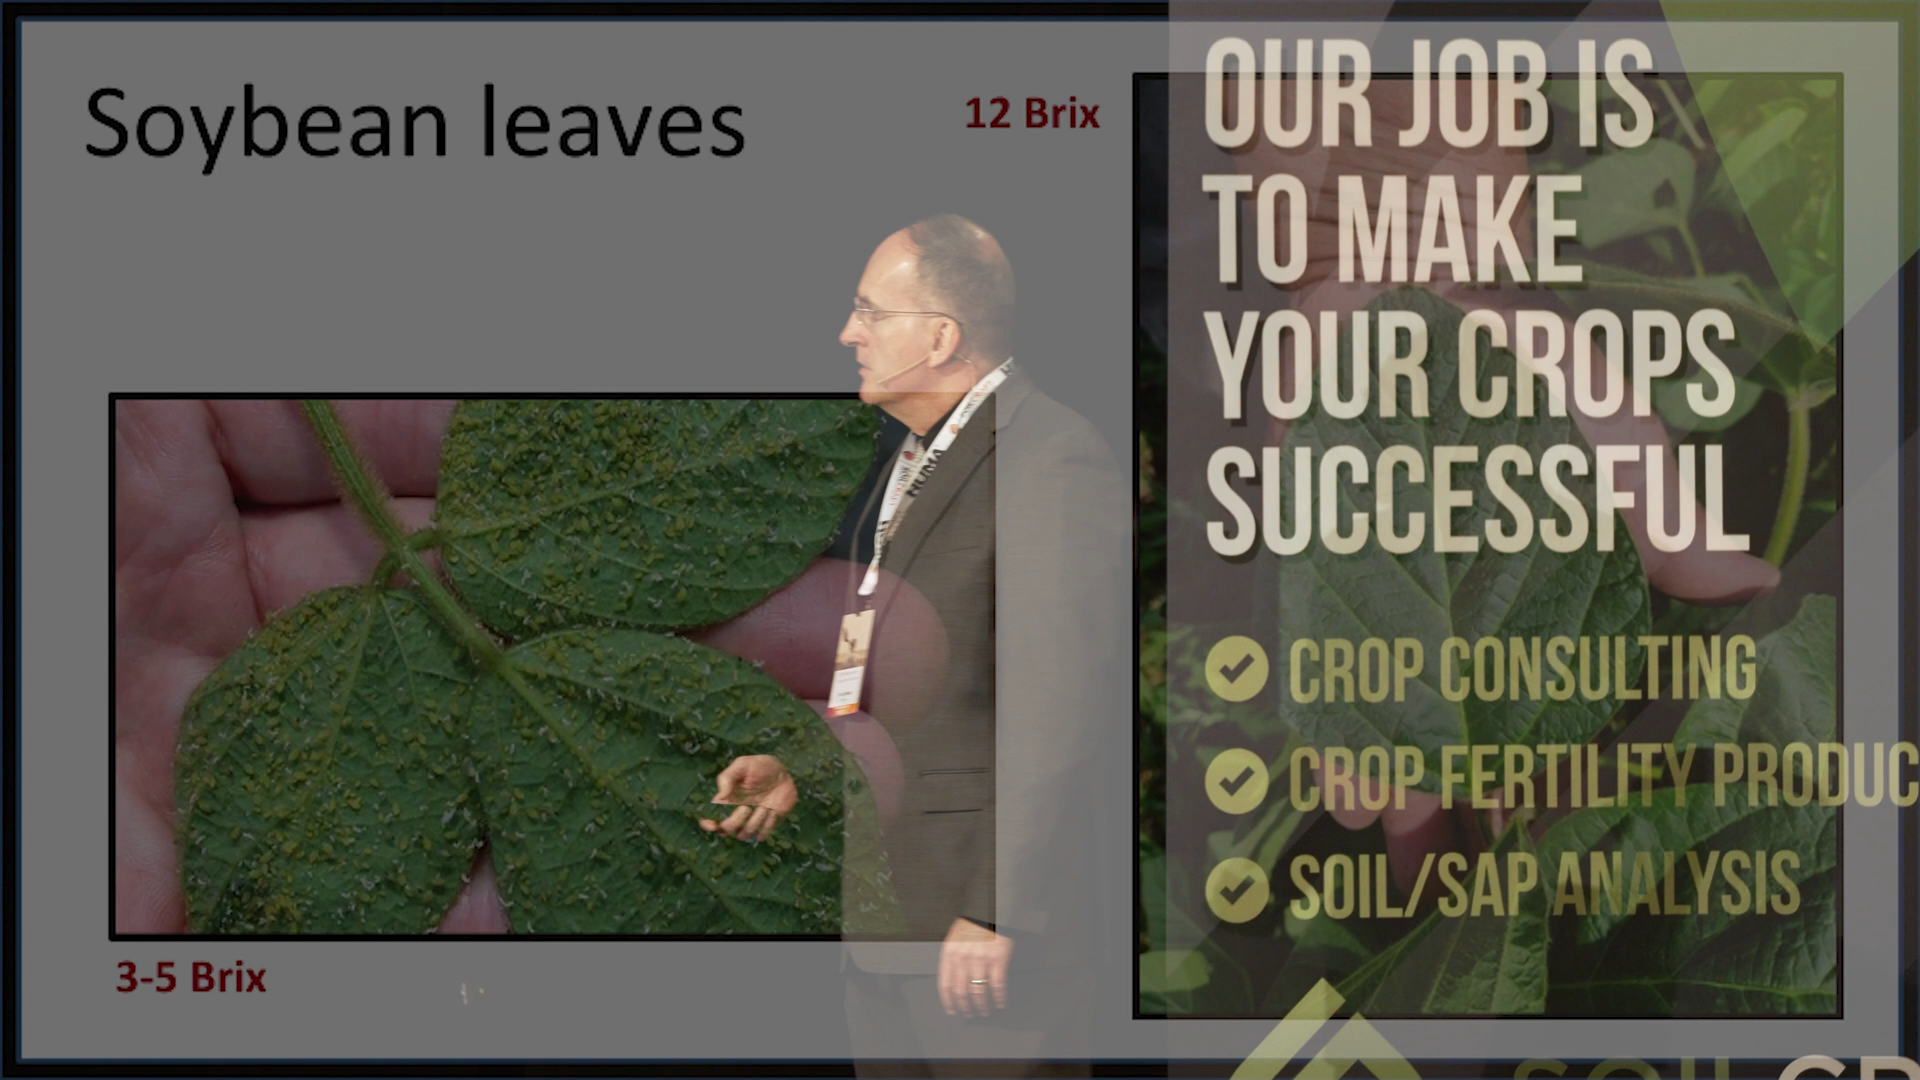 Soybean leaves
12 Brix
3-5 Brix
OUR JOB IS
TO MAKE
YOUR CROPS
SUCCESSFUL
CROP CONSULTING
CROP FERTILITY PRODUC
SOIL/SAP ANALYSIS
HUMA